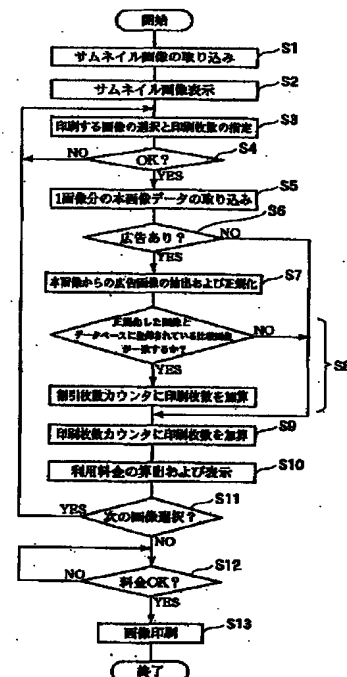 開始
サムネイル画像の取り込み
S1
サムネイル画像表示
S2
印刷する画像の選択と印刷枚数の指定
S3
NO
OK?
S4
YES
1画像分の本画像データの取り込み
S5
広告あり?
S6
NO
YES
本画像からの広告画像の抽出および正規化
S7
正規化した画像と
データベースに登録されている比較画像
が一致するか?
NO
S8
YES
割引枚数カウンタに印刷枚数を加算
印刷枚数カウンタに印刷枚数を加算
S9
利用料金の算出および表示
S10
YES
次の画像選択?
S11
NO
NO
料金OK?
S12
YES
画像印刷
S13
終了